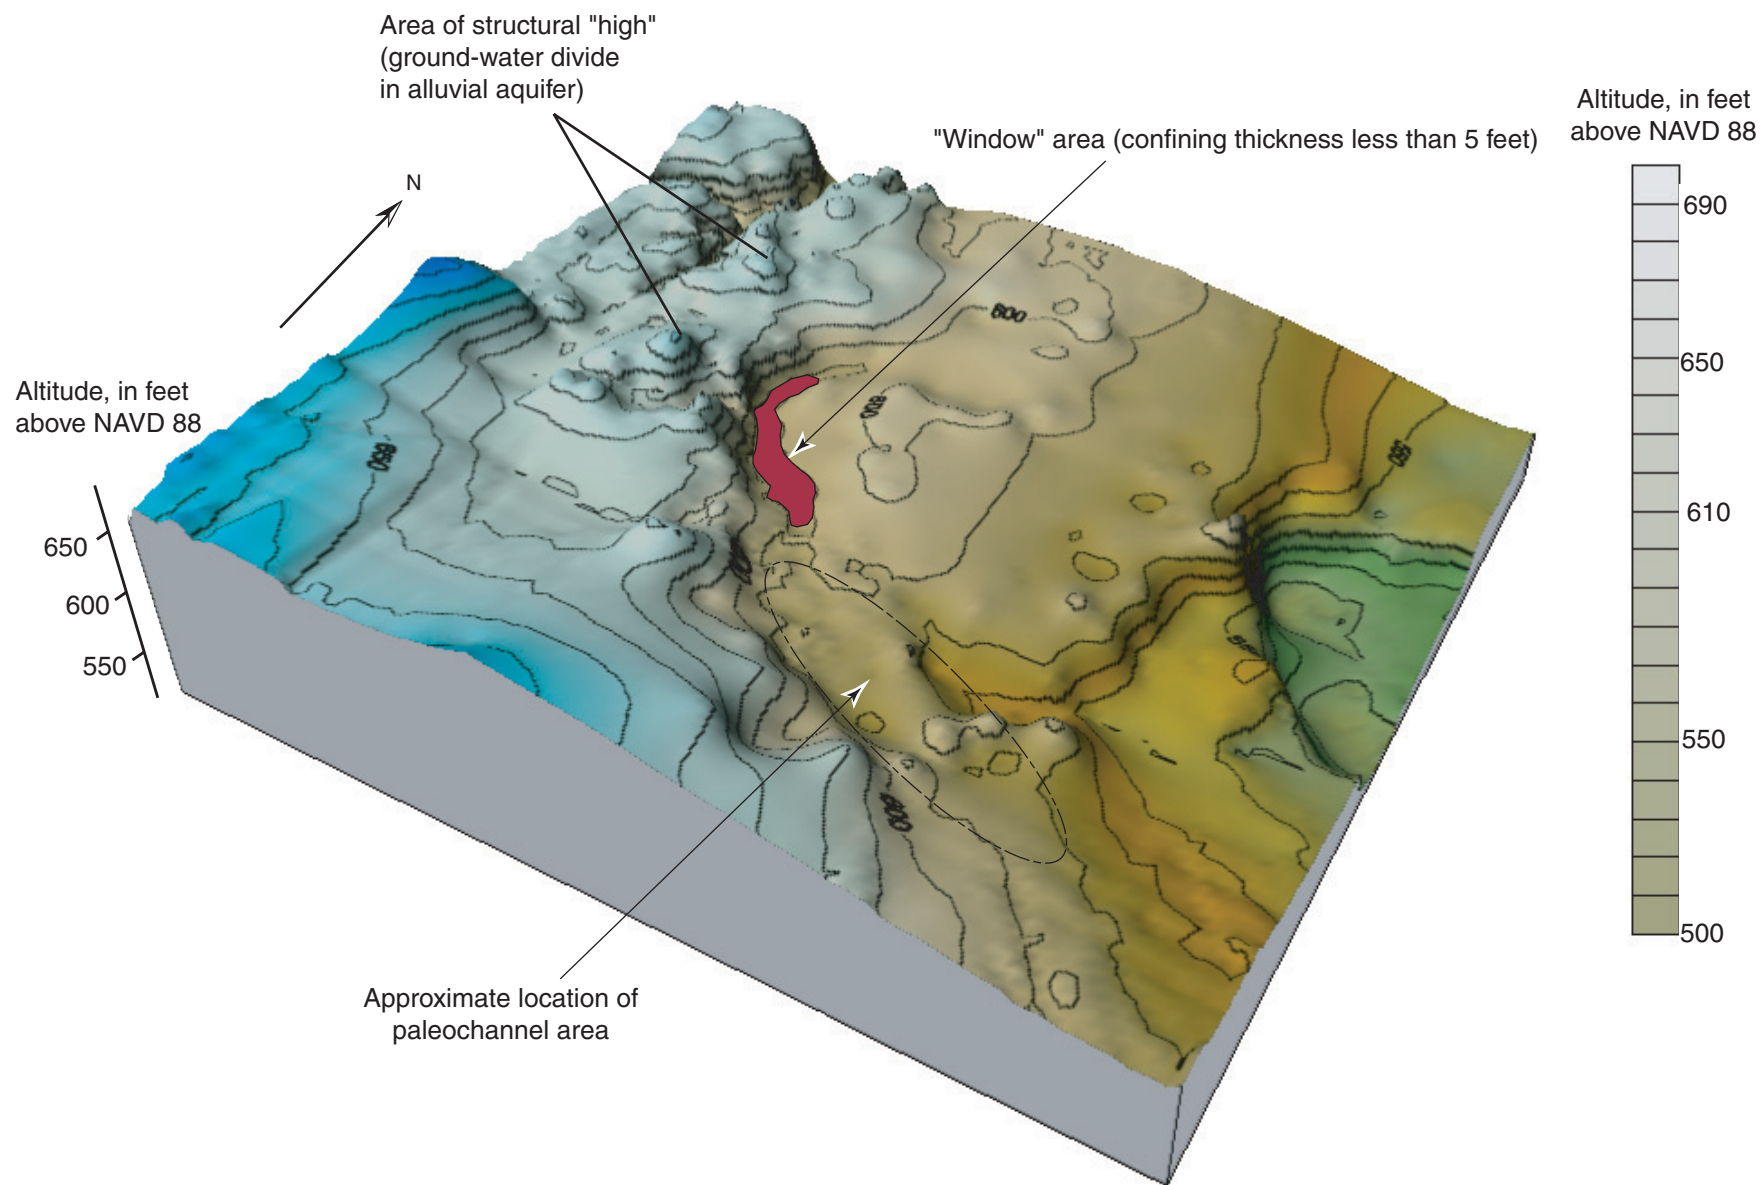 Area of structural "high"
(ground-water divide
in alluvial aquifer)
"Window" area (confining thickness less than 5 feet)
Altitude, in feet
above NAVD 88
N
690
650
610
550
500
Altitude, in feet
above NAVD 88
650
600
550
650
600
600
600
Approximate location of
paleochannel area